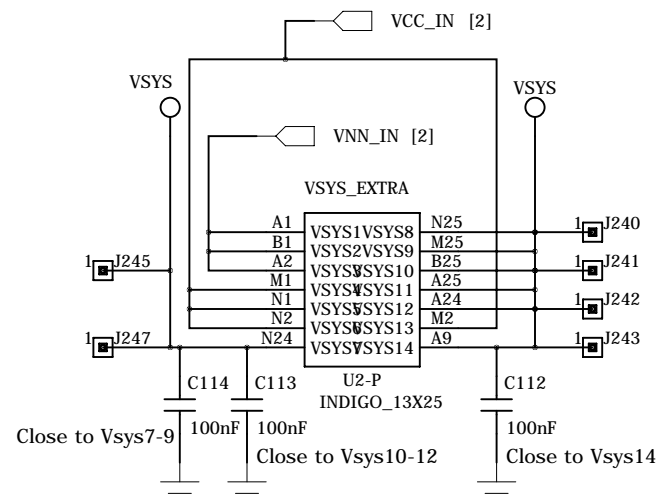 VCC_IN [2]
VSYS
VSYS
VNN_IN [2]
VSYS_EXTRA
A1 VSYS1 VSYS8 N25 1 J240
B1 VSYS2 VSYS9 M25
1 J245 A2 VSYS3 VSYS10 B25 1 J241
M1 VSYS4 VSYS11 A25
N1 VSYS5 VSYS12 A24 1 J242
N2 VSYS6 VSYS13 M2
1 J247 N24 VSYS7 VSYS14 A9 1 J243
C114 C113 U2-P C112
INDIGO_13X25
100nF 100nF 100nF
Close to Vsys7-9
Close to Vsys10-12 Close to Vsys14